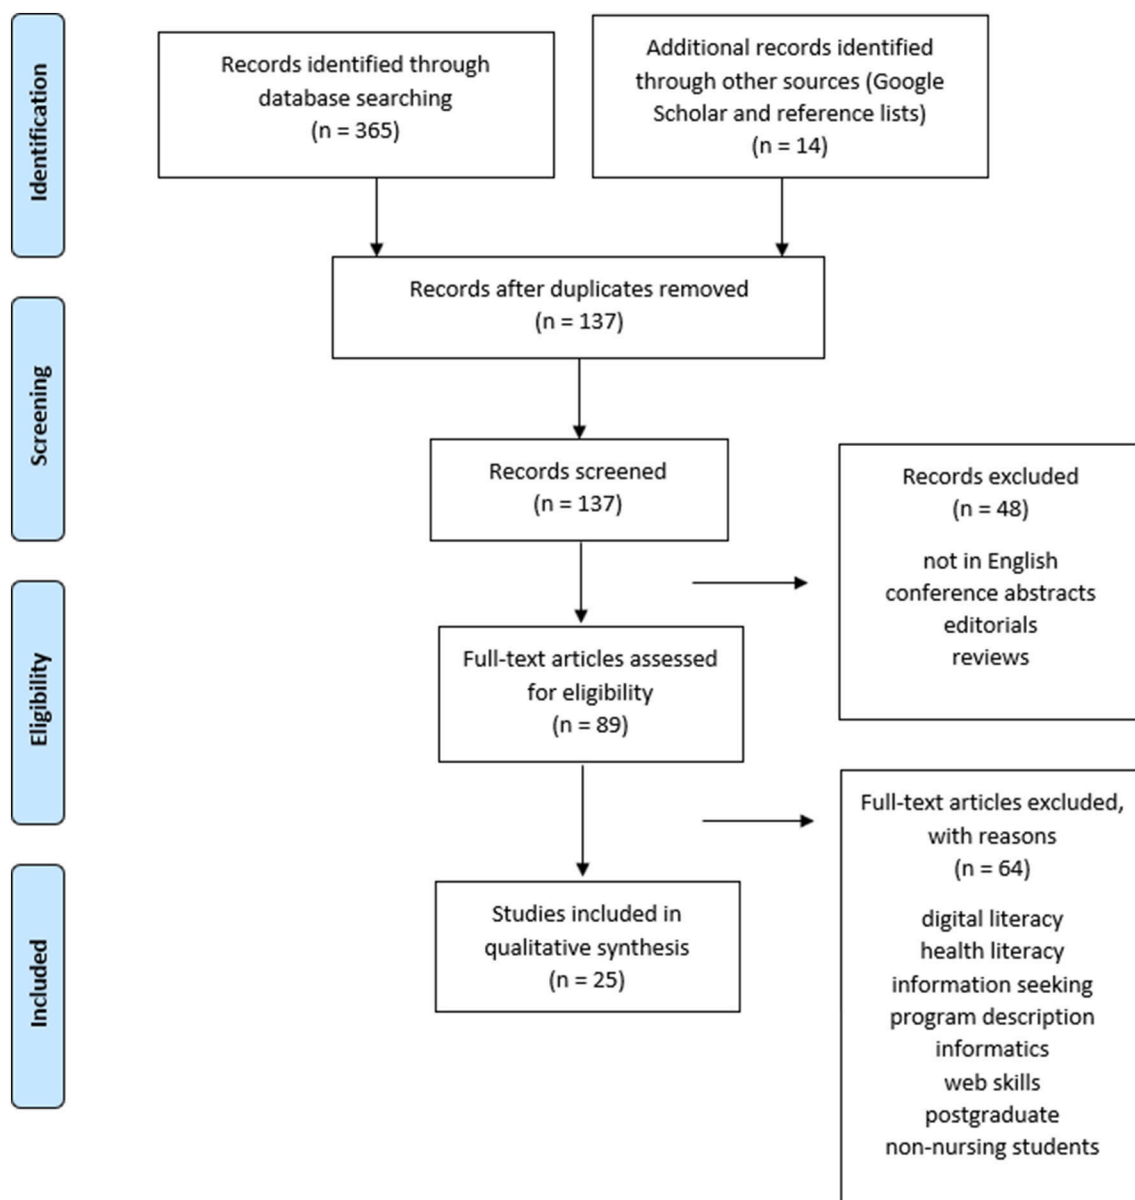 Identification
Records identified through
database searching
(n = 365)
Additional records identified
through other sources (Google
Scholar and reference lists)
(n = 14)
Records after duplicates removed
(n = 137)
Screening
Records screened
(n = 137)
Records excluded
(n = 48)
not in English
conference abstracts
editorials
reviews
Eligibility
Full-text articles assessed
for eligibility
(n = 89)
Full-text articles excluded,
with reasons
(n = 64)
digital literacy
health literacy
information seeking
program description
informatics
web skills
postgraduate
non-nursing students
Included
Studies included in
qualitative synthesis
(n = 25)